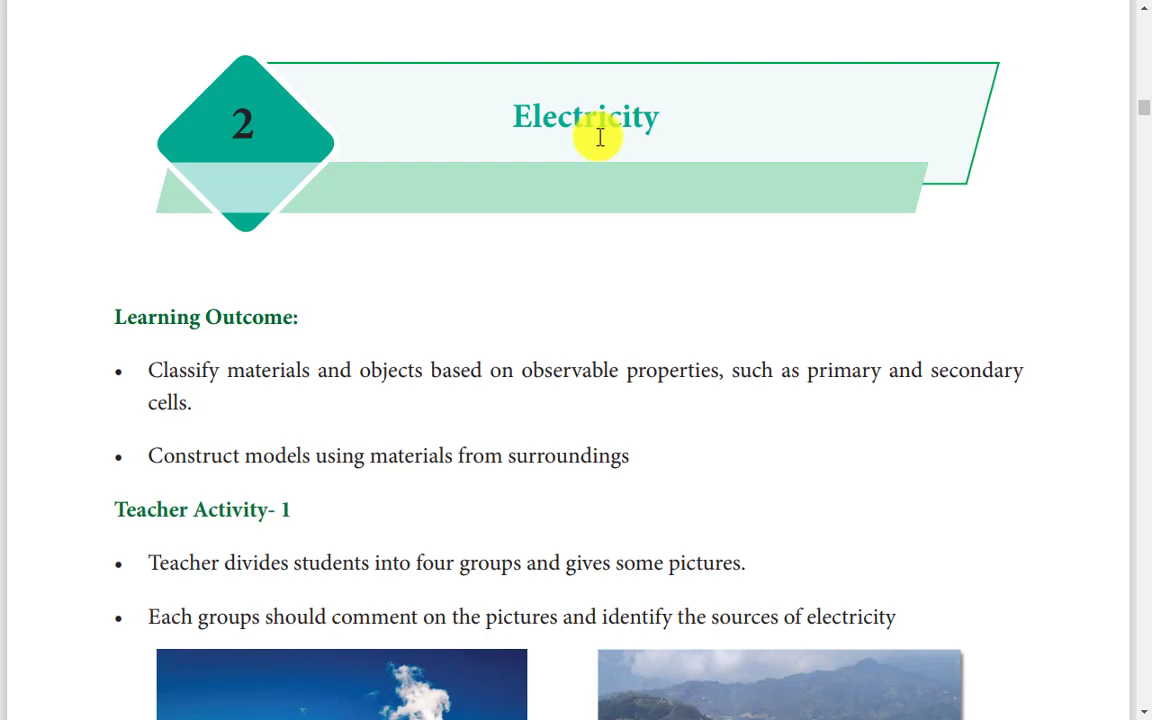 2
Electricity
Learning Outcome:
• Classify materials and objects based on observable properties, such as primary and secondary
cells.
• Construct models using materials from surroundings
Teacher Activity- 1
• Teacher divides students into four groups and gives some pictures.
• Each groups should comment on the pictures and identify the sources of electricity